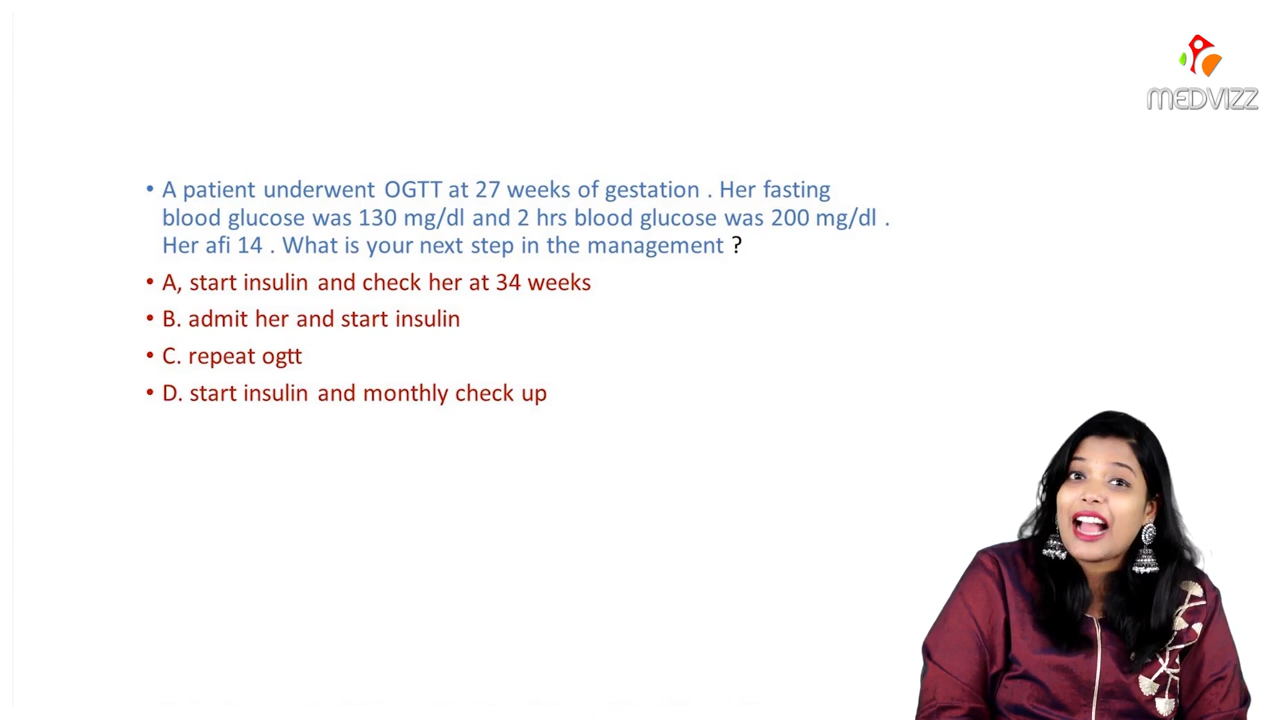 MEDVIZZ
• A patient underwent OGTT at 27 weeks of gestation . Her fasting
blood glucose was 130 mg/dl and 2 hrs blood glucose was 200 mg/dl .
Her afi 14 . What is your next step in the management ?
• A, start insulin and check her at 34 weeks
• B. admit her and start insulin
• C. repeat ogtt
• D. start insulin and monthly check up